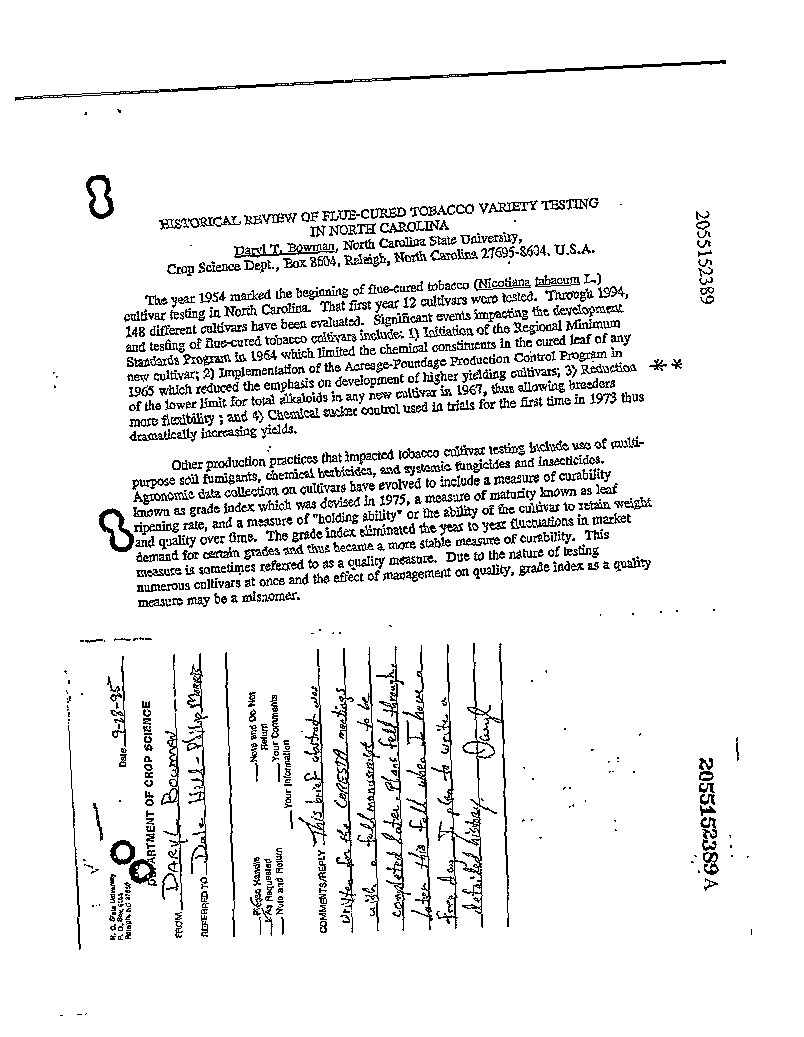 HISTORICAL REVIEW OF FLUE-CURED TOBACCO VARIETY TESTING
IN NORTH CAROLINA
Daryl T. Bowman, North Carolina State University,
Crop Science Dept., Box 8604, Raleigh, North Carolina 27695-8604, U.S.A.
The year 1954 marked the beginning of flue-cured tobacco (Nicotiana tabacum L.)
cultivar testing in North Carolina. That first year 12 cultivars were tested. Through 1994,
148 different cultivars have been evaluated. Significant events impacting the development
and testing of flue-cured tobacco cultivars include: 1) Initiation of the Regional Minimum
Standards Program in 1964 which limited the chemical constituents in the cured leaf of any
new cultivar; 2) Implementation of the Acreage-Poundage Production Control Program in
1965 which reduced the emphasis on development of higher yielding cultivars; 3) Reduction
of the lower limit for total alkaloids in any new cultivar in 1967, thus allowing breeders
more flexibility ; and 4) Chemical sucker control used in trials for the first time in 1973 thus
dramatically increasing yields.
* *
Other production practices that impacted tobacco cultivar testing include use of multi-
purpose soil fumigants, chemical herbicides, and systemic fungicides and insecticides.
Agronomic data collection on cultivars have evolved to include a measure of curability
known as grade index which was devised in 1975, a measure of maturity known as leaf
ripening rate, and a measure of "holding ability" or the ability of the cultivar to retain weight
and quality over time. The grade index eliminated the year to year fluctuations in market
demand for certain grades and thus became a more stable measure of curability. This
measure is sometimes referred to as a quality measure. Due to the nature of testing
numerous cultivars at once and the effect of management on quality, grade index as a quality
measure may be a misnomer.
2055152389
2055152389 A
N. C. State University
P. O. Box
Raleigh, NC
Date 9-28-95
DEPARTMENT OF CROP SCIENCE
FROM DARYL Bowman
REFERRED TO Dale Hill - Philip Morris
Please Handle
As Requested
Note and Return
Note and Do Not
Return
Your Comments
Your Information
COMMENTS/REPLY This brief abstract was
written for the CORESTA meetings
with a full manuscript to be
completed later. Plans fell through.
later this fall when I have a
free day I plan to write a
detailed history
Daryl